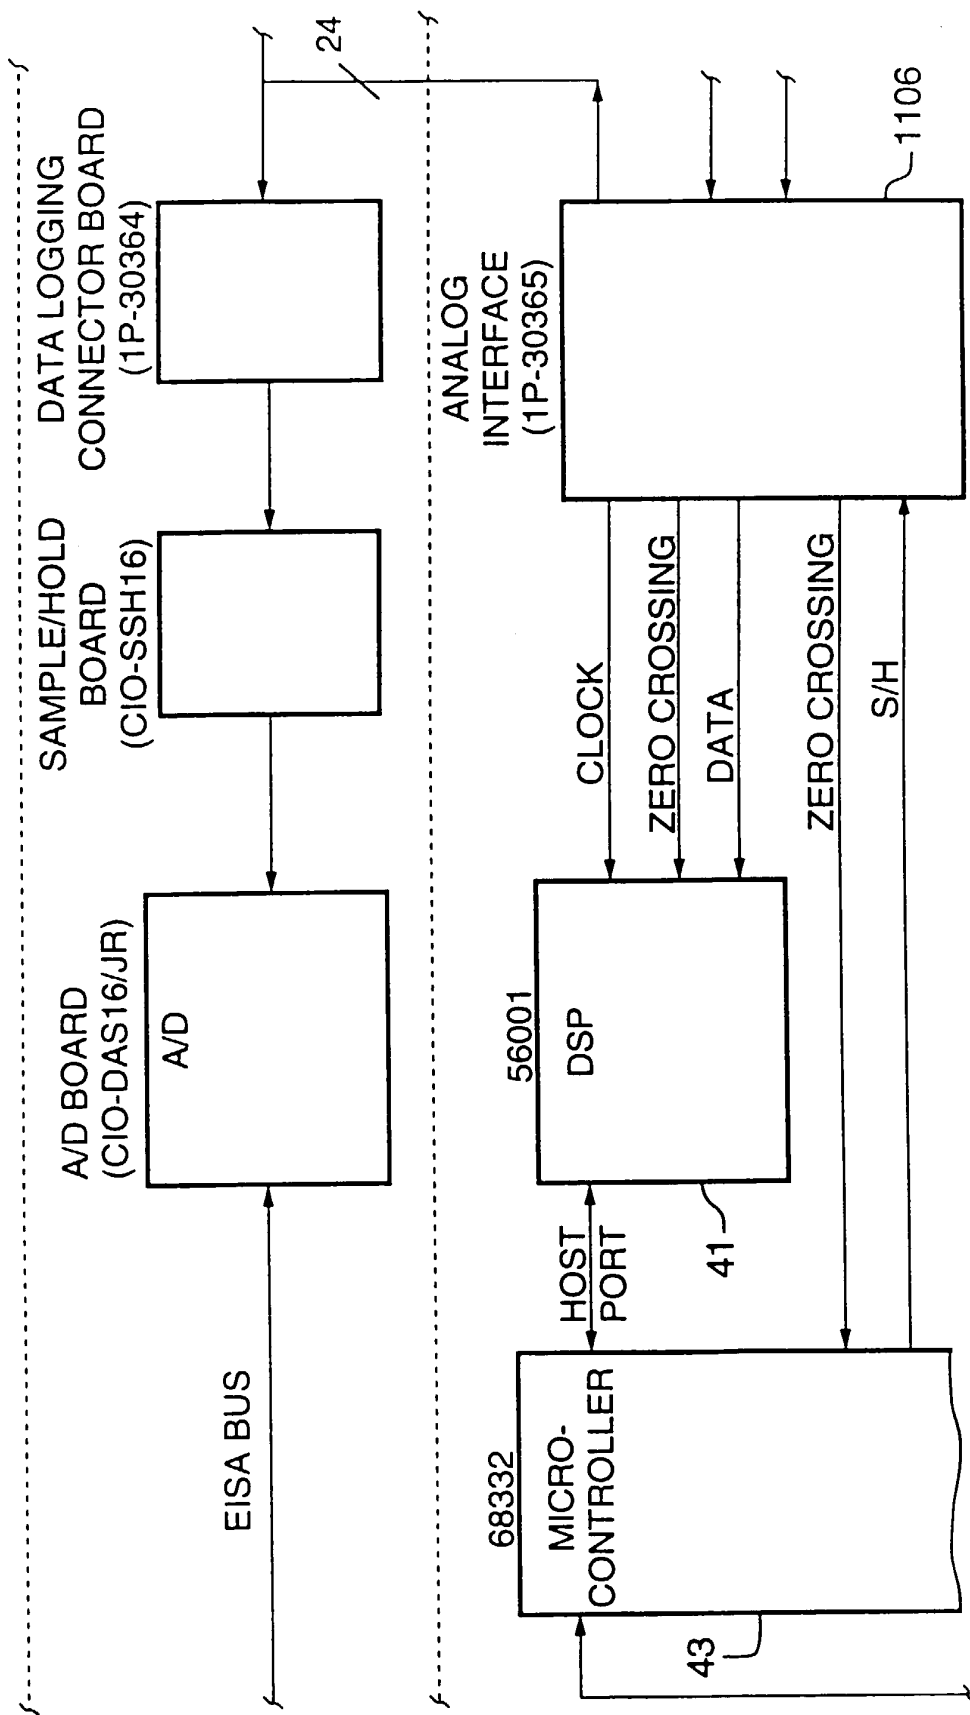 EISA BUS
A/D BOARD
(CIO-DAS16/JR)
A/D
SAMPLE/HOLD
BOARD
(CIO-SSH16)
DATA LOGGING
CONNECTOR BOARD
(1P-30364)
24
68332
MICRO-
CONTROLLER
43
HOST
PORT
56001
DSP
41
CLOCK
ZERO CROSSING
DATA
ZERO CROSSING
S/H
ANALOG
INTERFACE
(1P-30365)
1106